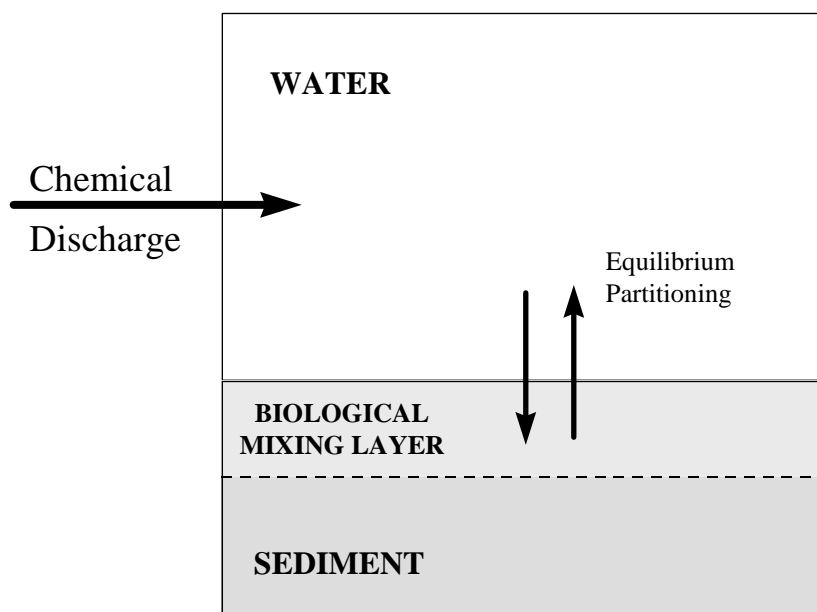 WATER
Chemical
Discharge
Equilibrium
Partitioning
BIOLOGICAL
MIXING LAYER
SEDIMENT